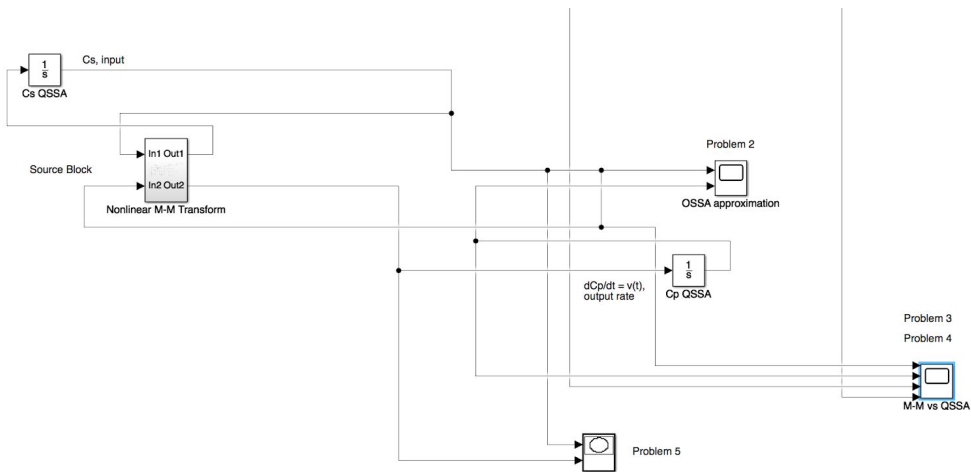 Cs, input
1
s
Cs QSSA
Problem 2
In1 Out1
Source Block
In2 Out2
Nonlinear M-M Transform
OSSA approximation
1
s
dCp/dt = v(t),
output rate
Cp QSSA
Problem 3
Problem 4
M-M vs QSSA
Problem 5